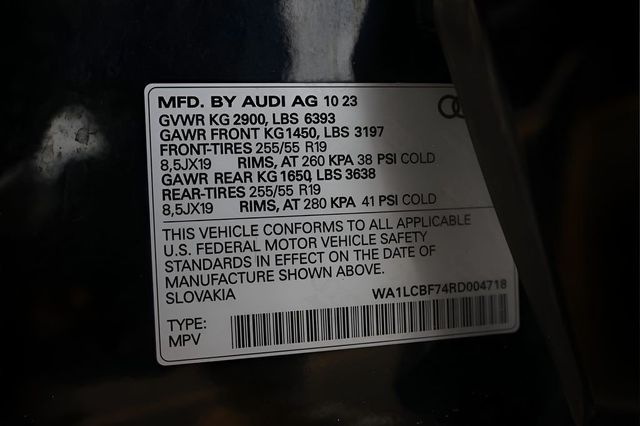 MFD. BY AUDI AG 10 23
GVWR KG 2900, LBS 6393
GAWR FRONT KG 1450, LBS 3197
FRONT-TIRES 255/55 R19
8,5JX19 RIMS, AT 260 KPA 38 PSI COLD
GAWR REAR KG 1650, LBS 3638
REAR-TIRES 255/55 R19
8,5JX19 RIMS, AT 280 KPA 41 PSI COLD
THIS VEHICLE CONFORMS TO ALL APPLICABLE
U.S. FEDERAL MOTOR VEHICLE SAFETY
STANDARDS IN EFFECT ON THE DATE OF
MANUFACTURE SHOWN ABOVE.
SLOVAKIA WA1LCBF74RD004718
TYPE:
MPV